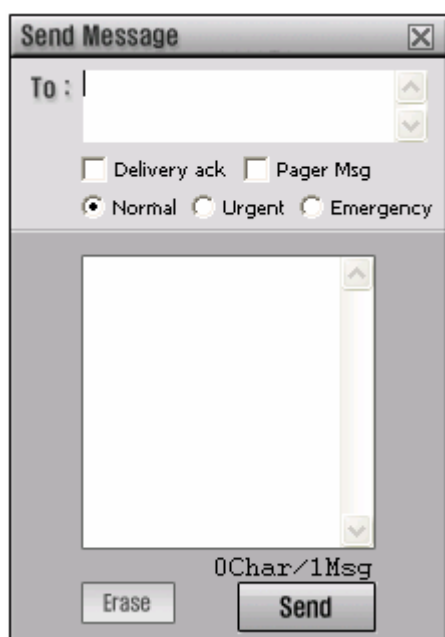 Send Message
To :
Delivery ack Pager Msg
Normal Urgent Emergency
0Char/1Msg
Erase Send